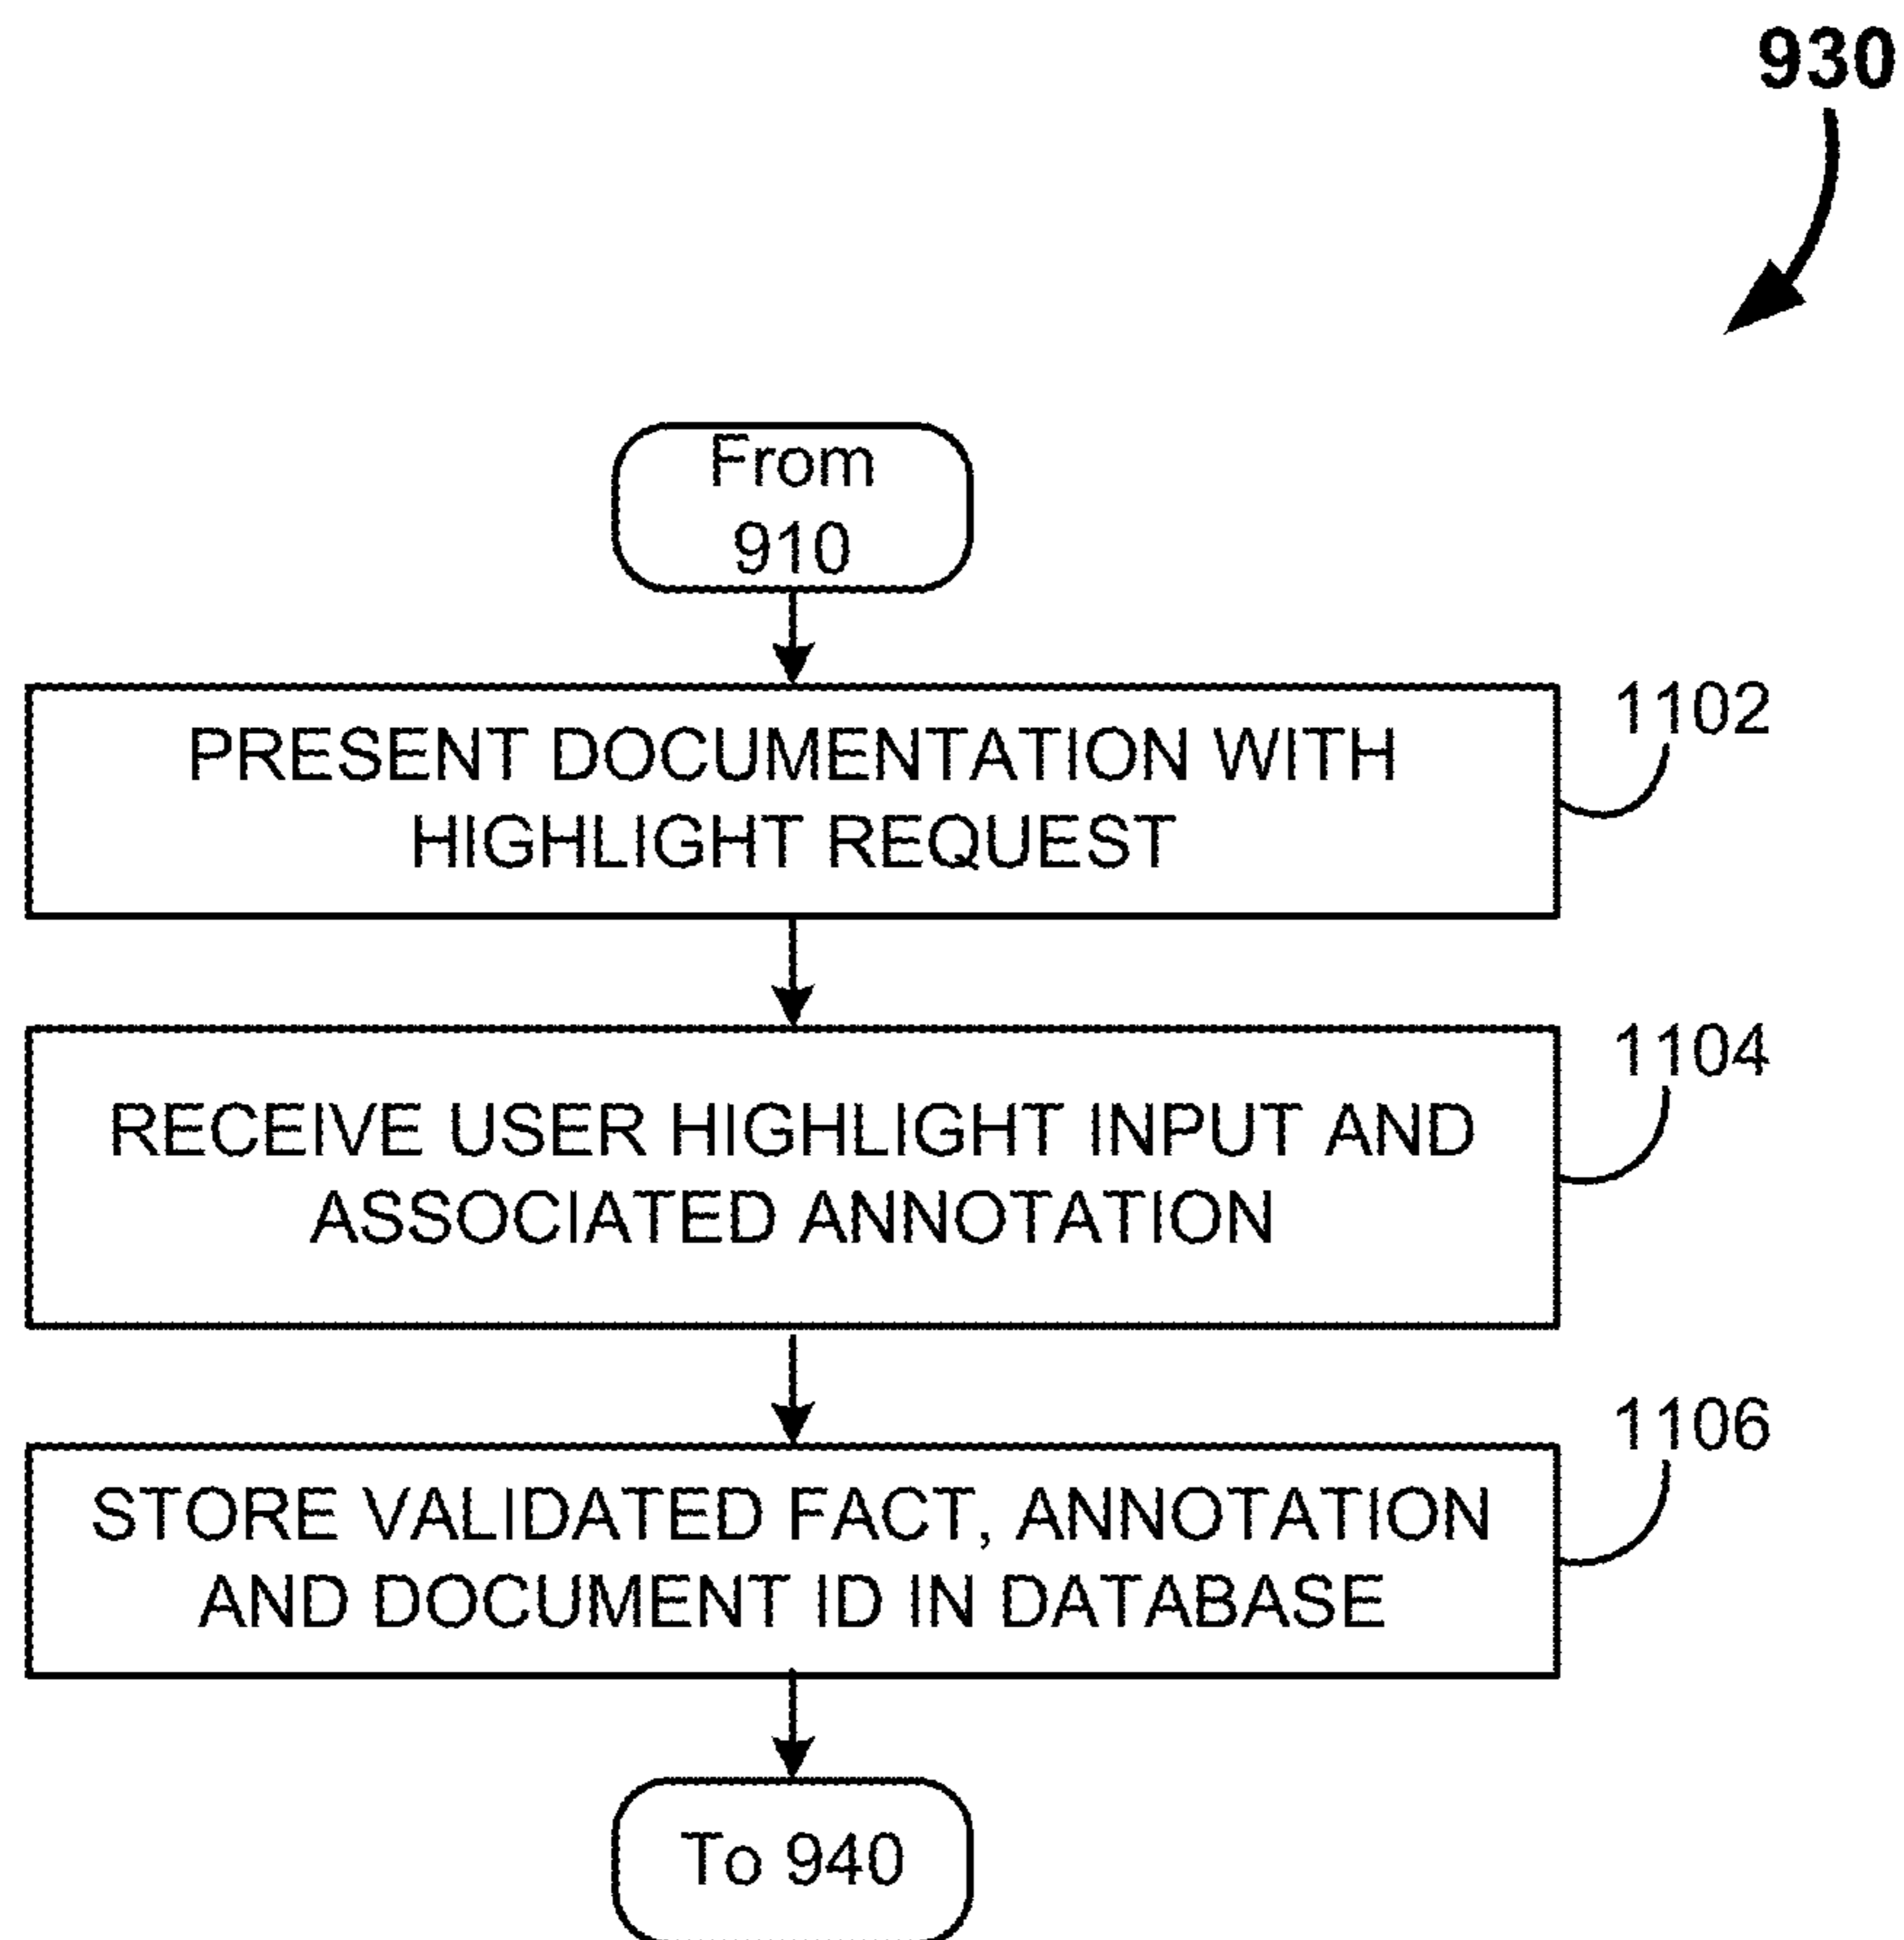 930
From
910
PRESENT DOCUMENTATION WITH
HIGHLIGHT REQUEST
1102
RECEIVE USER HIGHLIGHT INPUT AND
ASSOCIATED ANNOTATION
1104
STORE VALIDATED FACT, ANNOTATION
AND DOCUMENT ID IN DATABASE
1106
To 940